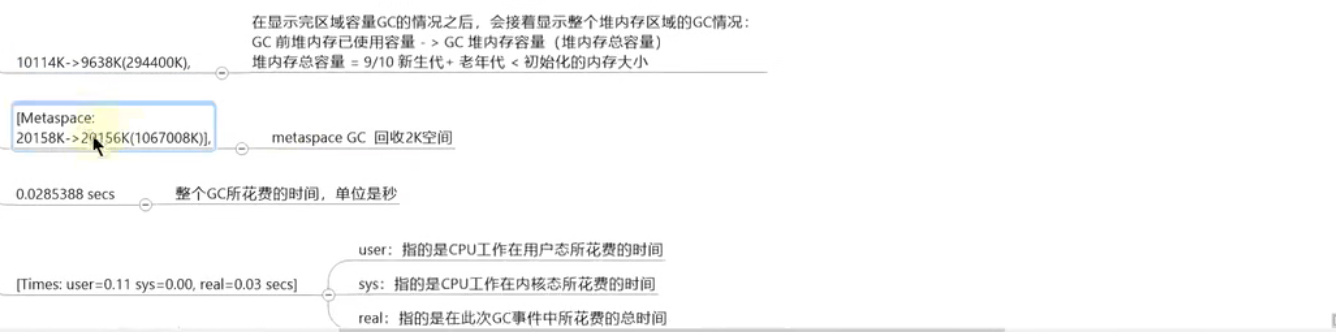 在显示完区域容量GC的情况之后，会接着显示整个堆内存区域的GC情况：
GC 前堆内存已使用容量 - > GC 堆内存容量（堆内存总容量）
10114K->9638K(294400K),
堆内存总容量 = 9/10 新生代+ 老年代 < 初始化的内存大小
[Metaspace:
20158K->20156K(1067008K)],
metaspace GC 回收2K空间
0.0285388 secs
整个GC所花费的时间，单位是秒
user：指的是CPU工作在用户态所花费的时间
[Times: user=0.11 sys=0.00, real=0.03 secs]
sys：指的是CPU工作在内核态所花费的时间
real：指的是在此次GC事件中所花费的总时间